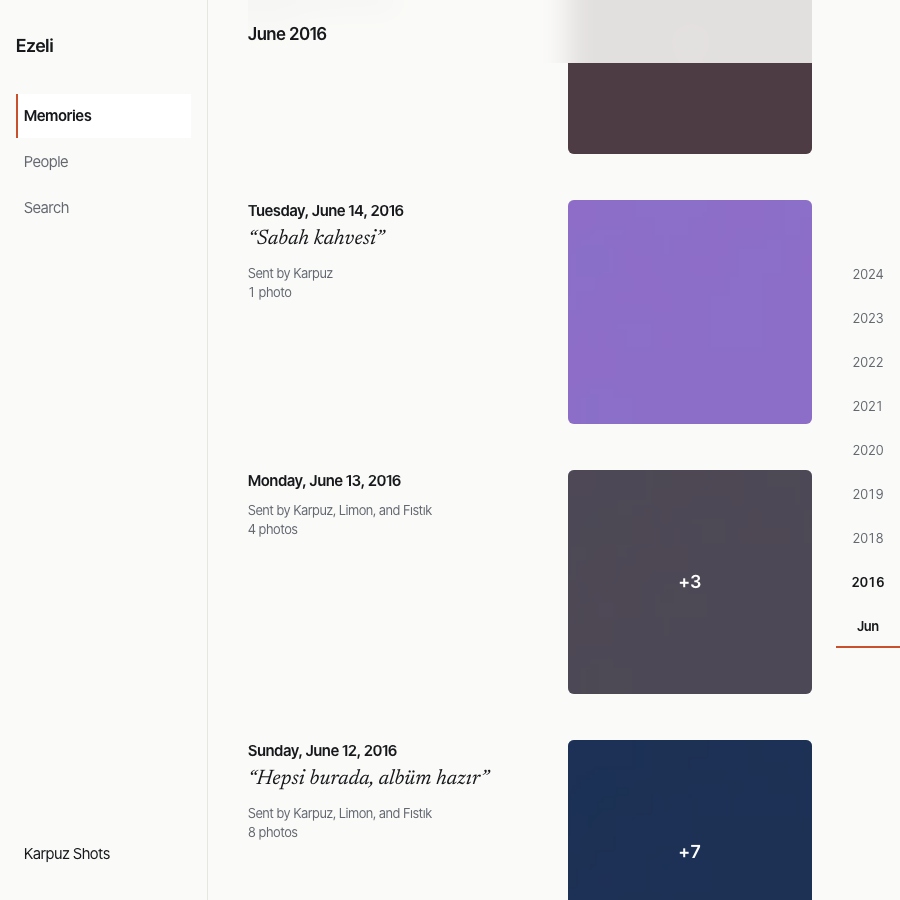 Ezeli
Memories
People
Search
Karpuz Shots
June 2016
Tuesday, June 14, 2016
“Sabah kahvesi”
Sent by Karpuz
1 photo
Monday, June 13, 2016
Sent by Karpuz, Limon, and Fıstık
4 photos
+3
Sunday, June 12, 2016
“Hepsi burada, albüm hazır”
Sent by Karpuz, Limon, and Fıstık
8 photos
+7
2024
2023
2022
2021
2020
2019
2018
2016
Jun